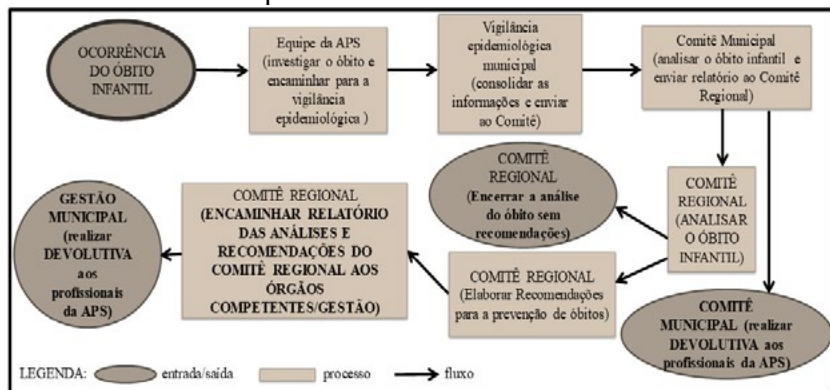 OCORRÊNCIA
DO ÓBITO
INFANTIL
Equipe da APS
(investigar o óbito e
encaminhar para a
vigilância
epidemiológica )
Vigilância
epidemiológica
municipal
(consolidar as
informações e enviar
ao Comitê)
Comitê Municipal
(analisar o óbito infantil e
enviar relatório ao Comitê
Regional)
COMITÊ
REGIONAL
(ANALISAR
O ÓBITO
INFANTIL)
COMITÊ
REGIONAL
(Encerrar a análise
do óbito sem
recomendações)
COMITÊ REGIONAL
(Elaborar Recomendações
para a prevenção de óbitos)
COMITÊ REGIONAL
(ENCAMINHAR RELATÓRIO
DAS ANÁLISES E
RECOMENDAÇÕES DO
COMITÊ REGIONAL AOS
ÓRGÃOS
COMPETENTES/GESTÃO)
GESTÃO
MUNICIPAL
(realizar
DEVOLUTIVA
aos
profissionais
da APS)
COMITÊ
MUNICIPAL (realizar
DEVOLUTIVA aos
profissionais da APS)
LEGENDA: entrada/saída processo fluxo